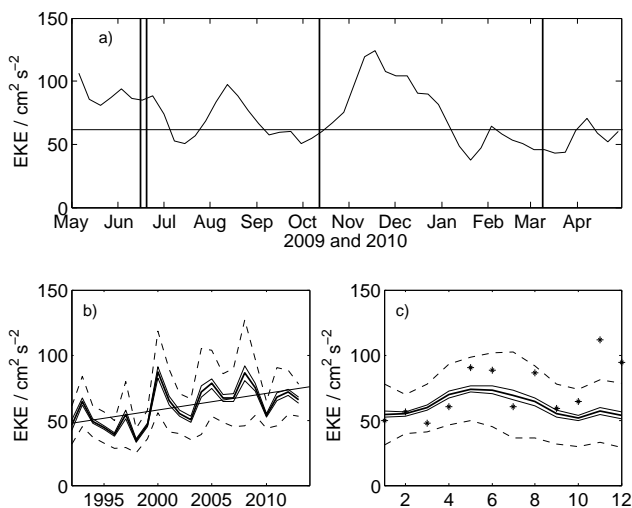 a)
EKE / cm² s⁻²
150
100
50
0
May Jun Jul Aug Sep Oct Nov Dec Jan Feb Mar Apr
2009 and 2010
b)
EKE / cm² s⁻²
150
100
50
0
1995 2000 2005 2010
c)
EKE / cm² s⁻²
150
100
50
0
2 4 6 8 10 12